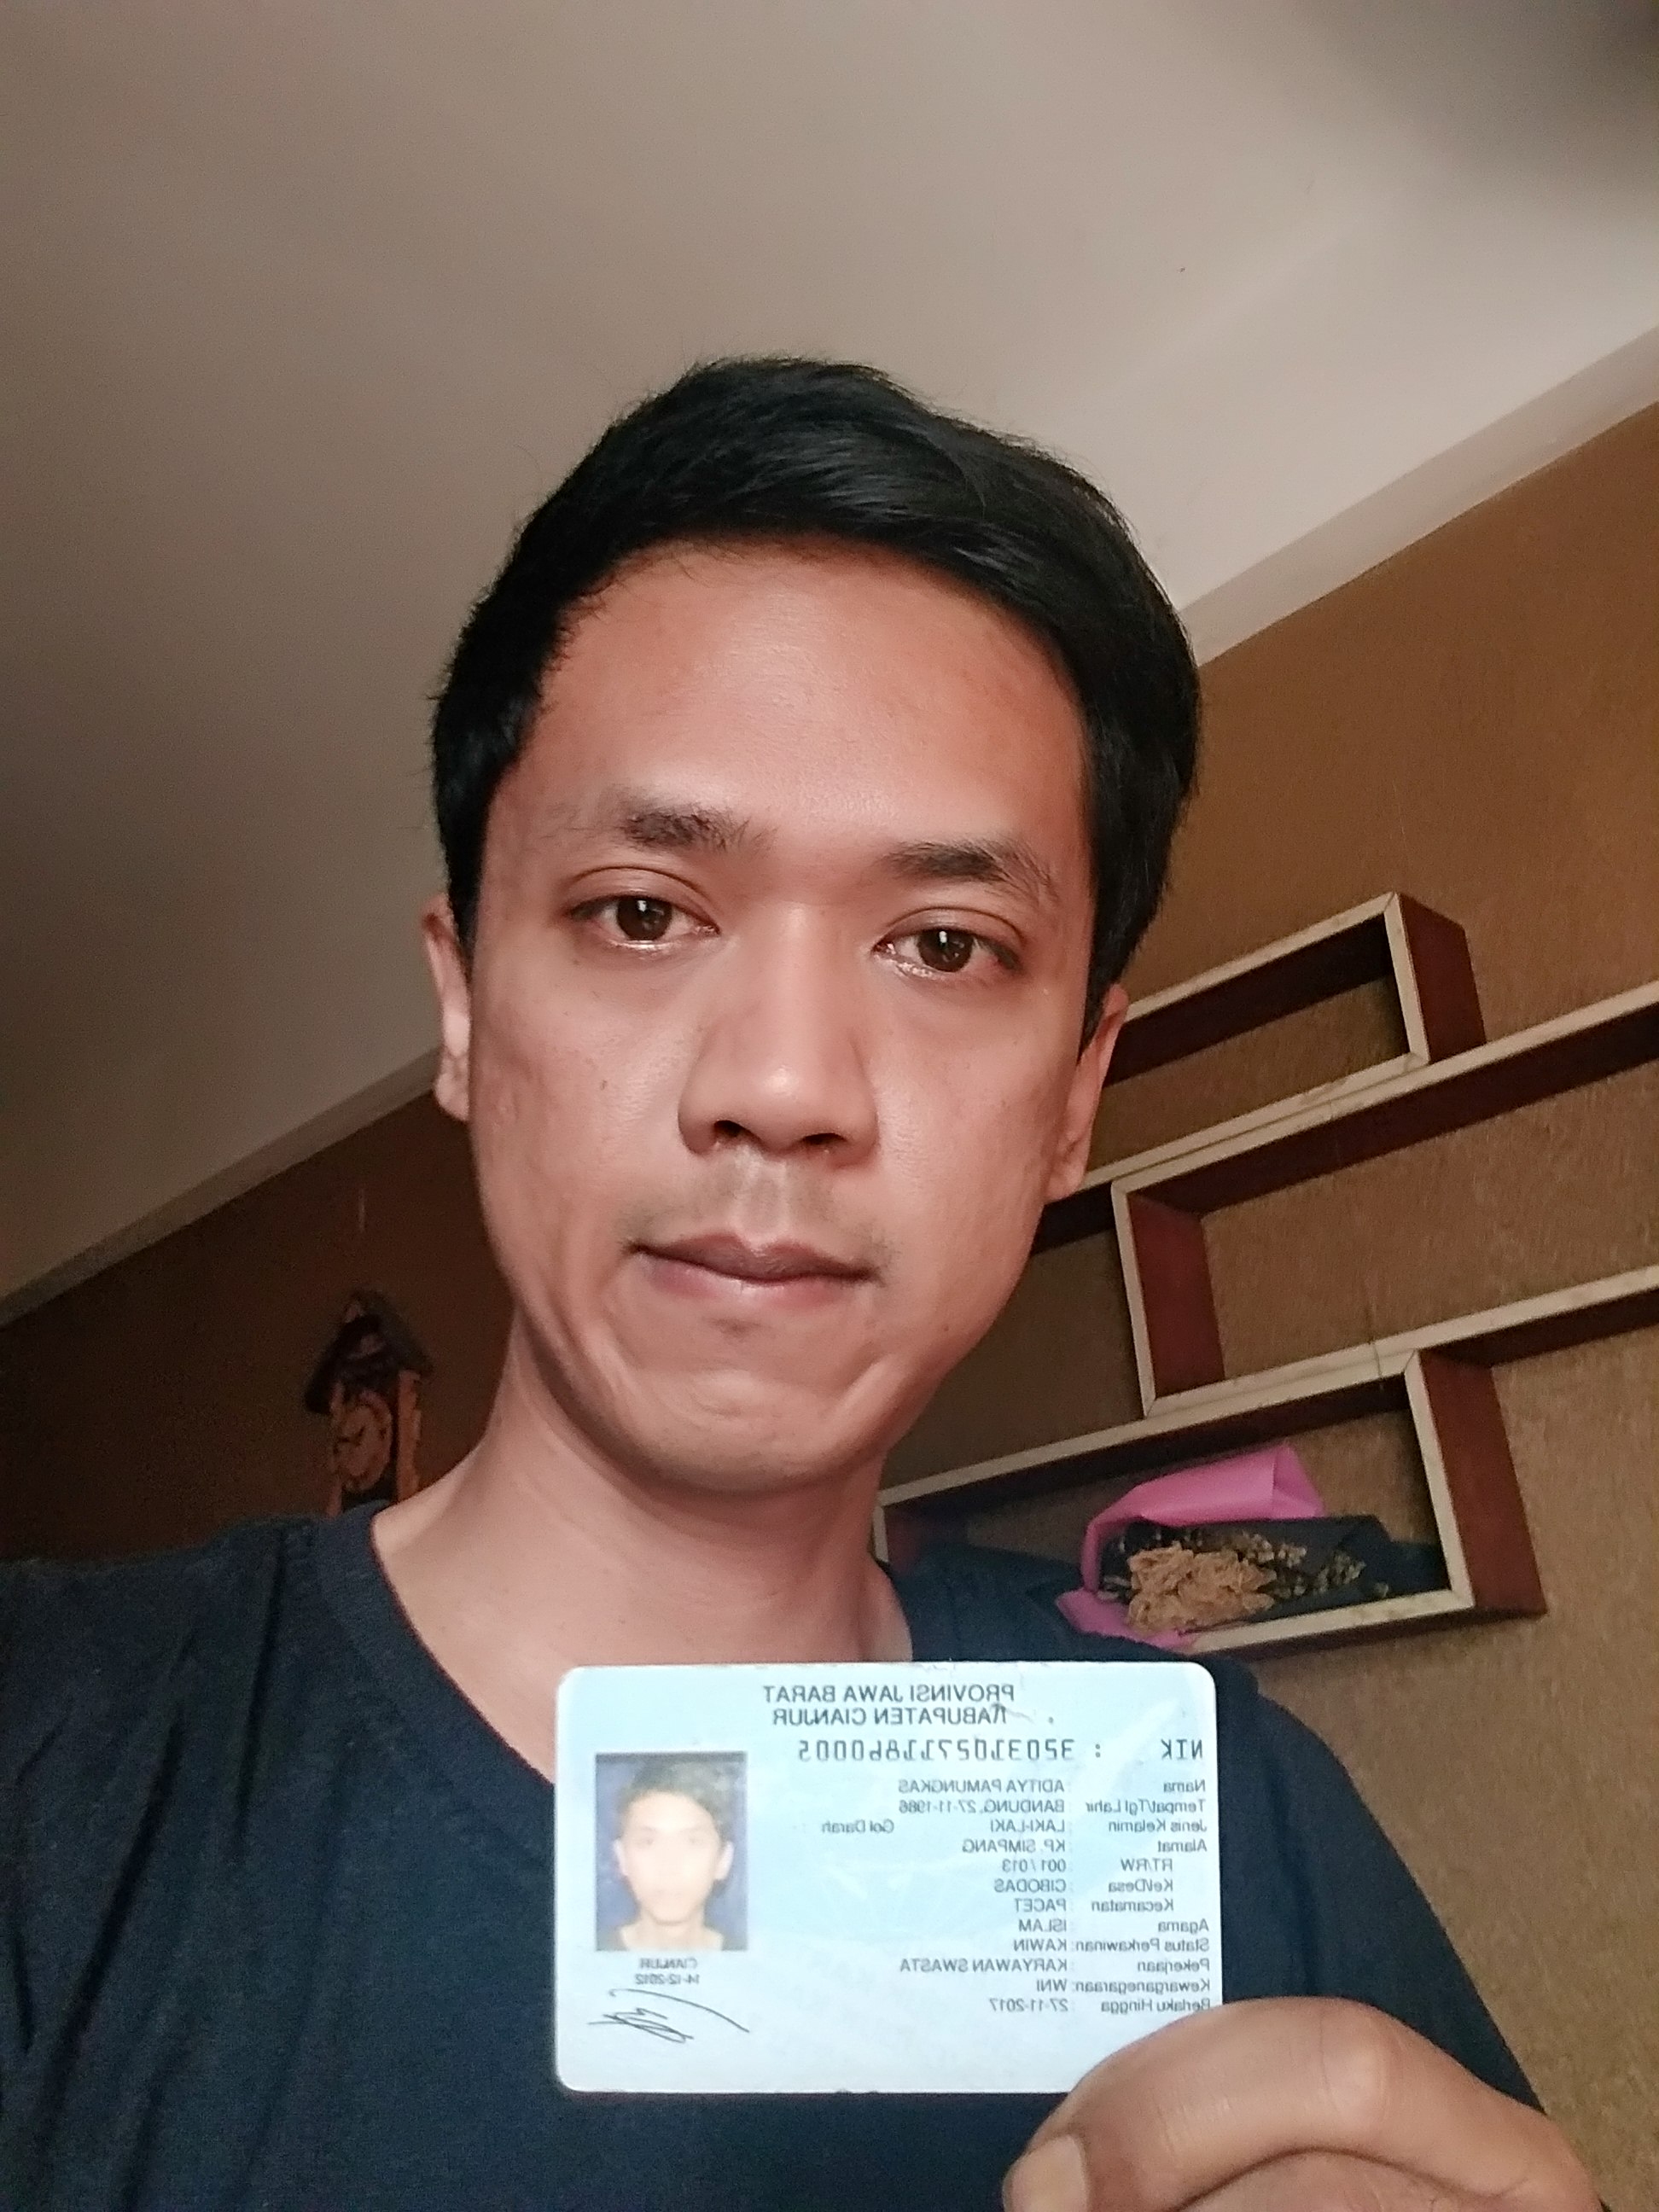 PROVINSI JAWA BARAT
KABUPATEN CIANJUR
NIK : 3203102711860005
Nama : ADITYA PAMUNGKAS
Tempat/Tgl Lahir : BANDUNG, 27-11-1986
Jenis Kelamin : LAKI-LAKI Gol Darah :
Alamat : KP. SIMPANG
RT/RW : 001 / 013
Kel/Desa : CIBODAS
Kecamatan : PACET
Agama : ISLAM
Status Perkawinan: KAWIN
Pekerjaan : KARYAWAN SWASTA
Kewarganegaraan: WNI
Berlaku Hingga : 27-11-2017
CIANJUR
14-12-2012